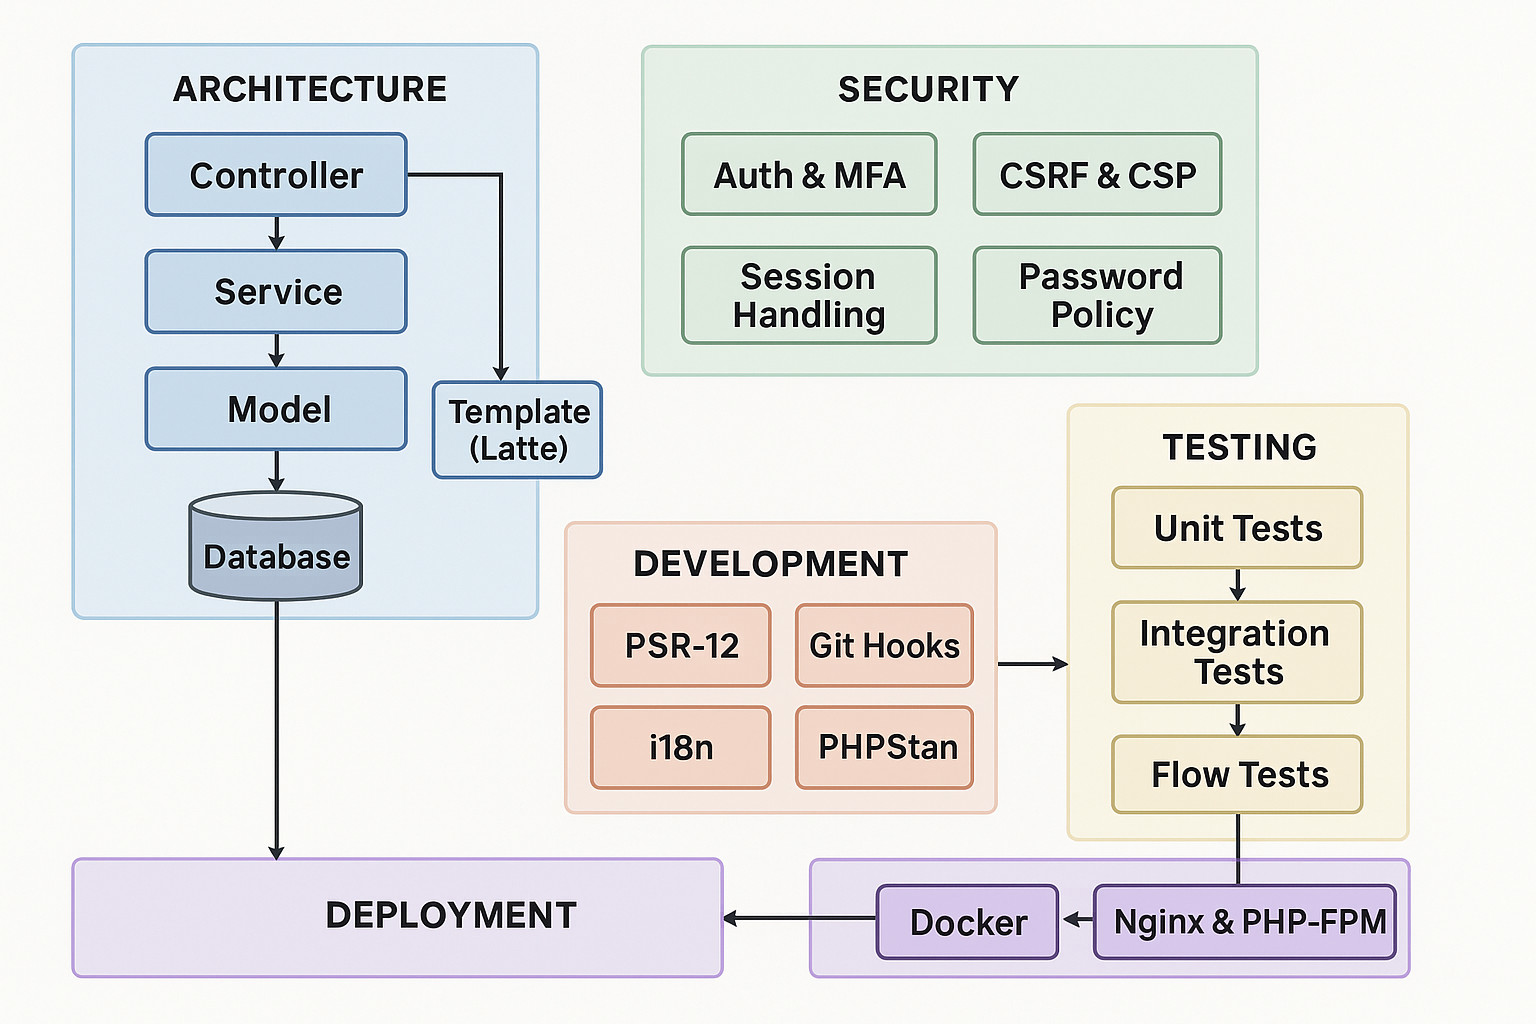 ARCHITECTURE
Controller
Service
Model
Template
(Latte)
Database
SECURITY
Auth & MFA
CSRF & CSP
Session
Handling
Password
Policy
DEVELOPMENT
PSR-12
Git Hooks
i18n
PHPStan
TESTING
Unit Tests
Integration
Tests
Flow Tests
DEPLOYMENT
Docker
Nginx & PHP-FPM